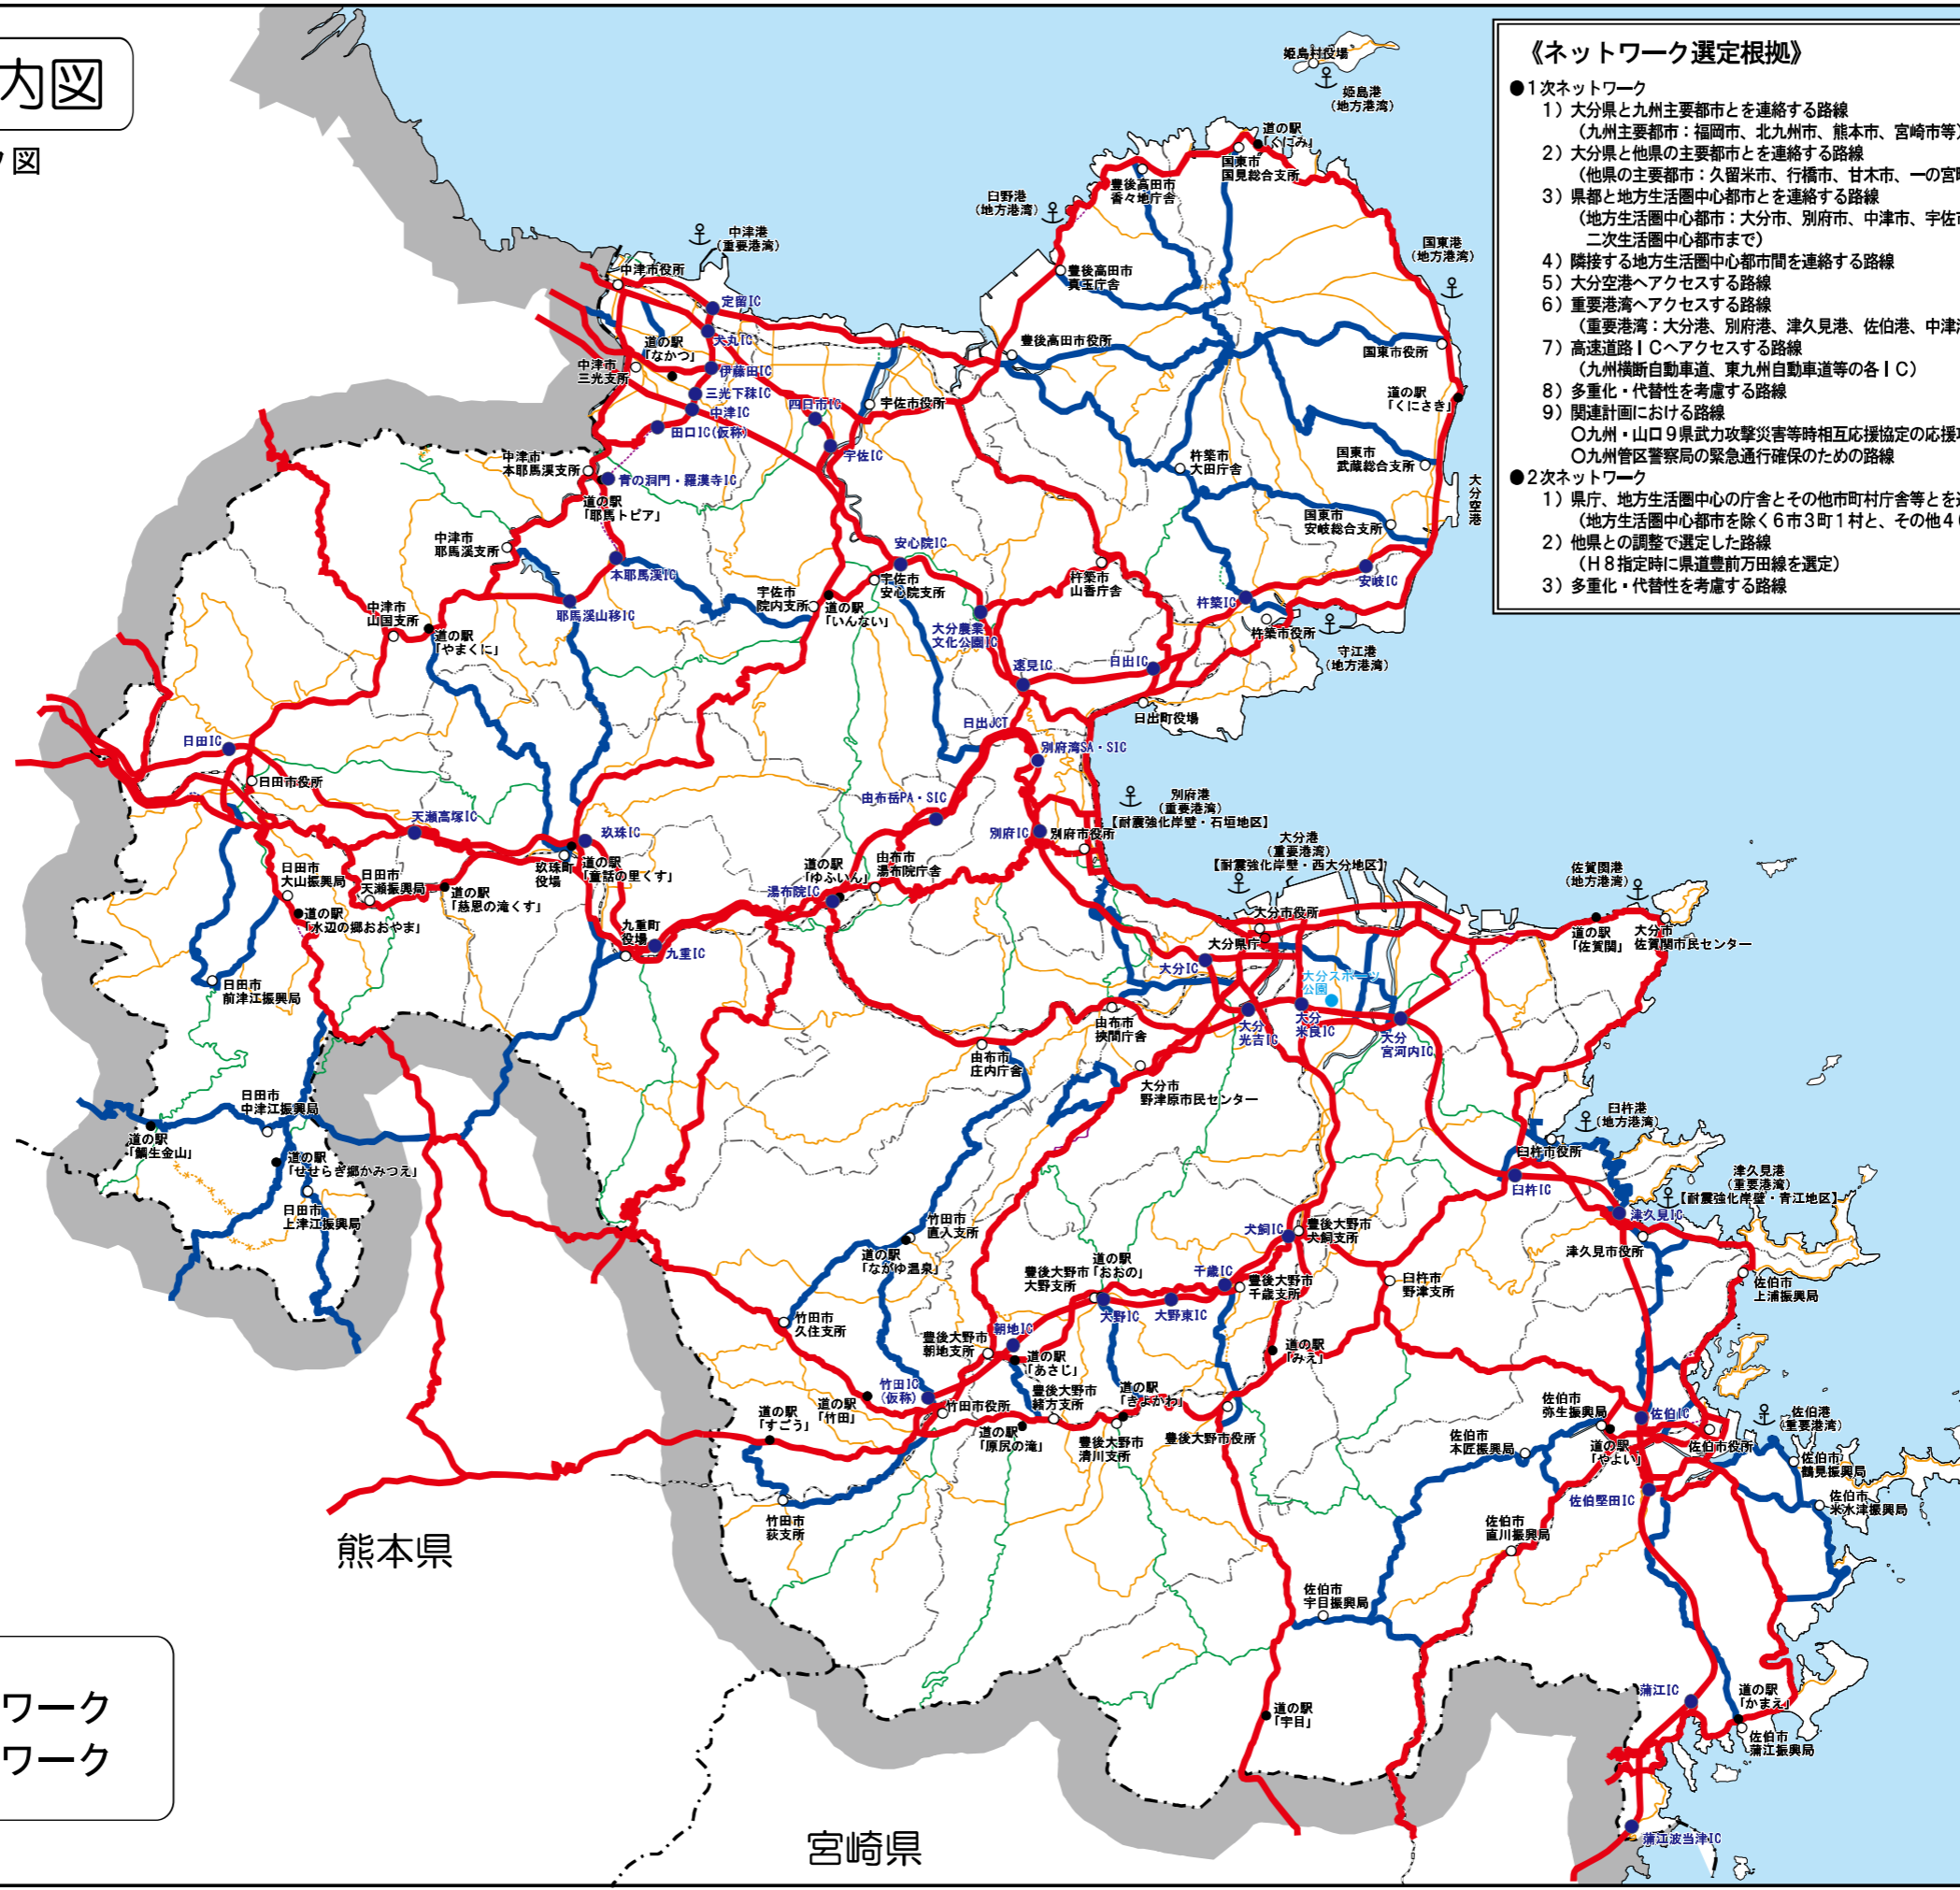 内図
図
《ネットワーク選定根拠》
●1次ネットワーク
1）大分県と九州主要都市とを連絡する路線
（九州主要都市：福岡市、北九州市、熊本市、宮崎市等）
2）大分県と他県の主要都市とを連絡する路線
（他県の主要都市：久留米市、行橋市、甘木市、一の宮
3）県都と地方生活圏中心都市とを連絡する路線
（地方生活圏中心都市：大分市、別府市、中津市、宇佐
二次生活圏中心都市まで）
4）隣接する地方生活圏中心都市間を連絡する路線
5）大分空港へアクセスする路線
6）重要港湾へアクセスする路線
（重要港湾：大分港、別府港、津久見港、佐伯港、中津
7）高速道路ＩＣへアクセスする路線
（九州横断自動車道、東九州自動車道等の各ＩＣ）
8）多重化・代替性を考慮する路線
9）関連計画における路線
○九州・山口9県武力攻撃災害等時相互応援協定の応援
○九州管区警察局の緊急通行確保のための路線
●2次ネットワーク
1）県庁、地方生活圏中心の庁舎とその他市町村庁舎等とを
（地方生活圏中心都市を除く6市3町1村と、その他4
2）他県との調整で選定した路線
（Ｈ8指定時に県道豊前万田線を選定）
3）多重化・代替性を考慮する路線
姫島村役場
姫島港
（地方港湾）
道の駅
「くにみ」
国東市
国見総合支所
豊後高田市
香々地庁舎
臼野港
（地方港湾）
中津港
（重要港湾）
国東港
（地方港湾）
中津市役所
豊後高田市
真玉庁舎
定留IC
犬丸IC
道の駅
「なかつ」
豊後高田市役所
国東市役所
中津市
三光支所
伊藤田IC
三光下秣IC
道の駅
「くにさき」
四日市IC
宇佐市役所
中津IC
田口IC(仮称)
宇佐IC
中津市
本耶馬渓支所
杵築市
大田庁舎
国東市
武蔵総合支所
青の洞門・羅漢寺IC
大分空港
道の駅
「耶馬トピア」
国東市
安岐総合支所
中津市
耶馬渓支所
安心院IC
本耶馬渓IC
宇佐市
安心院支所
杵築市
山香庁舎
安岐IC
宇佐市
院内支所
道の駅
「いんない」
耶馬渓山移IC
杵築IC
中津市
山国支所
道の駅
「やまくに」
大分農業
文化公園IC
杵築市役所
守江港
（地方港湾）
速見IC
日出IC
日出町役場
日出JCT
日田IC
別府湾SA・SIC
日田市役所
由布岳PA・SIC
別府港
（重要港湾）
【耐震強化岸壁・石垣地区】
天瀬高塚IC
玖珠IC
別府IC
別府市役所
大分港
（重要港湾）
【耐震強化岸壁・西大分地区】
玖珠町
役場
道の駅
「童話の里くす」
道の駅
「ゆふいん」
由布市
湯布院庁舎
佐賀関港
（地方港湾）
日田市
大山振興局
日田市
天瀬振興局
道の駅
「慈恩の滝くす」
湯布院IC
道の駅
「水辺の郷おおやま」
九重町
役場
九重IC
大分市役所
大分県庁
道の駅
「佐賀関」
大分市
佐賀関市民センター
大分IC
大分スポーツ
公園
日田市
前津江振興局
由布市
挾間庁舎
大分
光吉IC
大分
米良IC
大分
宮河内IC
由布市
庄内庁舎
大分市
野津原市民センター
日田市
中津江振興局
道の駅
「鯛生金山」
臼杵港
（地方港湾）
道の駅
「せせらぎ郷かみつえ」
臼杵市役所
臼杵IC
津久見港
（重要港湾）
【耐震強化岸壁・青江地区】
日田市
上津江振興局
竹田市
直入支所
犬飼IC
豊後大野市
犬飼支所
津久見IC
津久見市役所
道の駅
「ながゆ温泉」
道の駅
「おおの」
豊後大野市
大野支所
千歳IC
豊後大野市
千歳支所
臼杵市
野津支所
佐伯市
上浦振興局
竹田市
久住支所
大野IC
大野東IC
朝地IC
豊後大野市
朝地支所
道の駅
「みえ」
道の駅
「あさじ」
竹田IC
(仮称)
豊後大野市
緒方支所
道の駅
「きよかわ」
道の駅
「すごう」
道の駅
「竹田」
竹田市役所
佐伯市
弥生振興局
佐伯IC
佐伯港
（重要港湾）
道の駅
「原尻の滝」
豊後大野市
清川支所
豊後大野市役所
佐伯市
本匠振興局
道の駅
「やよい」
佐伯市役所
佐伯市
鶴見振興局
佐伯堅田IC
佐伯市
米水津振興局
竹田市
荻支所
佐伯市
直川振興局
熊本県
佐伯市
宇目振興局
蒲江IC
道の駅
「かまえ」
道の駅
「宇目」
佐伯市
蒲江振興局
ワーク
ワーク
宮崎県
蒲江波当津IC